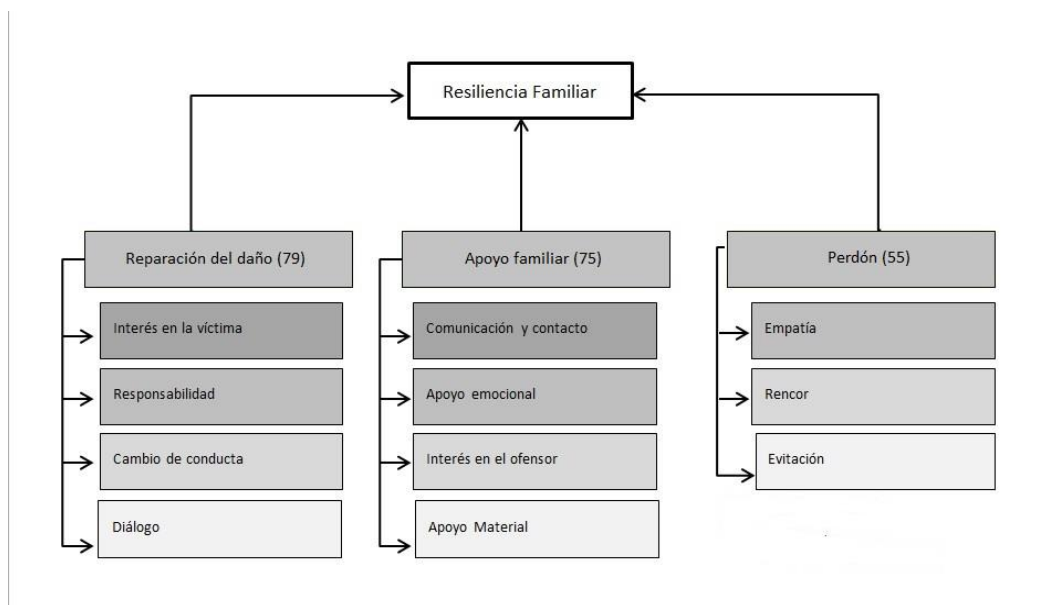 Resiliencia Familiar
Reparación del daño (79)
Interés en la víctima
Responsabilidad
Cambio de conducta
Diálogo
Apoyo familiar (75)
Comunicación y contacto
Apoyo emocional
Interés en el ofensor
Apoyo Material
Perdón (55)
Empatía
Rencor
Evitación